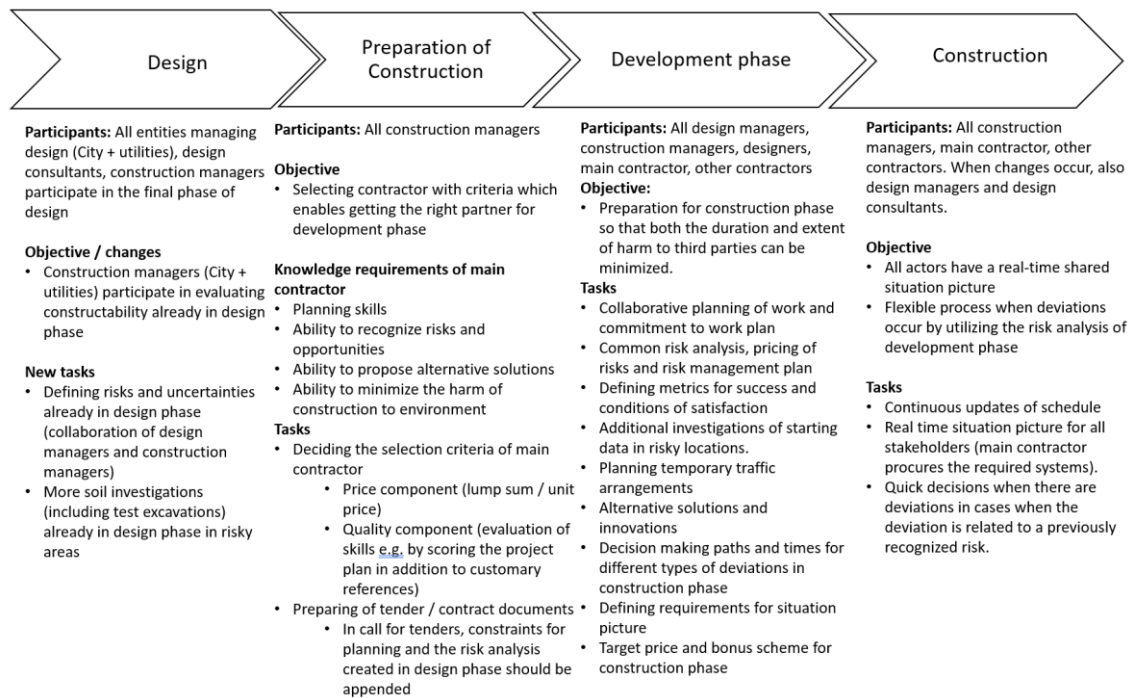 Design
Preparation of
Construction
Development phase
Construction
Participants: All entities managing
design (City + utilities), design
consultants, construction managers
participate in the final phase of
design
Objective / changes
• Construction managers (City +
utilities) participate in evaluating
constructability already in design
phase
New tasks
• Defining risks and uncertainties
already in design phase
(collaboration of design
managers and construction
managers)
• More soil investigations
(including test excavations)
already in design phase in risky
areas
Participants: All construction managers
Objective
• Selecting contractor with criteria which
enables getting the right partner for
development phase
Knowledge requirements of main
contractor
• Planning skills
• Ability to recognize risks and
opportunities
• Ability to propose alternative solutions
• Ability to minimize the harm of
construction to environment
Tasks
• Deciding the selection criteria of main
contractor
• Price component (lump sum / unit
price)
• Quality component (evaluation of
skills e.g. by scoring the project
plan in addition to customary
references)
• Preparing of tender / contract documents
• In call for tenders, constraints for
planning and the risk analysis
created in design phase should be
appended
Participants: All design managers,
construction managers, designers,
main contractor, other contractors
Objective:
• Preparation for construction phase
so that both the duration and extent
of harm to third parties can be
minimized.
Tasks
• Collaborative planning of work and
commitment to work plan
• Common risk analysis, pricing of
risks and risk management plan
• Defining metrics for success and
conditions of satisfaction
• Additional investigations of starting
data in risky locations.
• Planning temporary traffic
arrangements
• Alternative solutions and
innovations
• Decision making paths and times for
different types of deviations in
construction phase
• Defining requirements for situation
picture
• Target price and bonus scheme for
construction phase
Participants: All construction
managers, main contractor, other
contractors. When changes occur, also
design managers and design
consultants.
Objective
• All actors have a real-time shared
situation picture
• Flexible process when deviations
occur by utilizing the risk analysis of
development phase
Tasks
• Continuous updates of schedule
• Real time situation picture for all
stakeholders (main contractor
procures the required systems).
• Quick decisions when there are
deviations in cases when the
deviation is related to a previously
recognized risk.